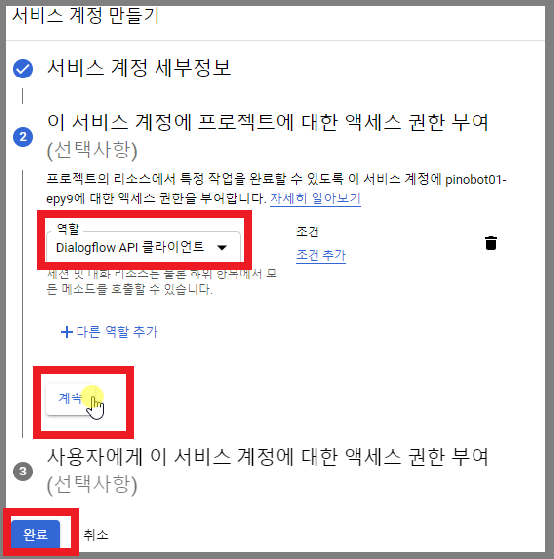 서비스 계정 만들기
서비스 계정 세부정보
2
이 서비스 계정에 프로젝트에 대한 액세스 권한 부여
(선택사항)
프로젝트의 리소스에서 특정 작업을 완료할 수 있도록 이 서비스 계정에 pinobot01-
epy9에 대한 액세스 권한을 부여합니다. 자세히 알아보기
역할
조건
Dialogflow API 클라이언트
조건 추가
세션 및 대화 리소스는 물론 하위 항목에서 모
든 메소드를 호출할 수 있습니다.
+ 다른 역할 추가
계속
3
사용자에게 이 서비스 계정에 대한 액세스 권한 부여
(선택사항)
완료
취소